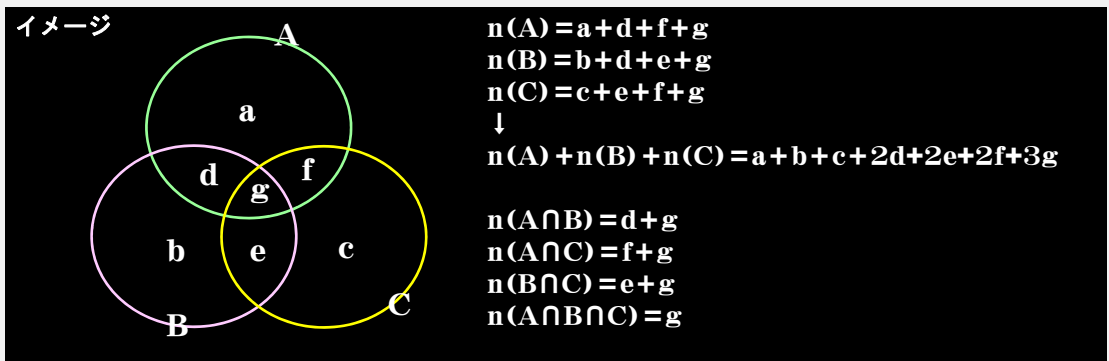 イメージ
A
a
d
f
g
b
e
c
B
C
n(A)=a+d+f+g
n(B)=b+d+e+g
n(C)=c+e+f+g
↓
n(A)+n(B)+n(C)=a+b+c+2d+2e+2f+3g
n(A∩B)=d+g
n(A∩C)=f+g
n(B∩C)=e+g
n(A∩B∩C)=g